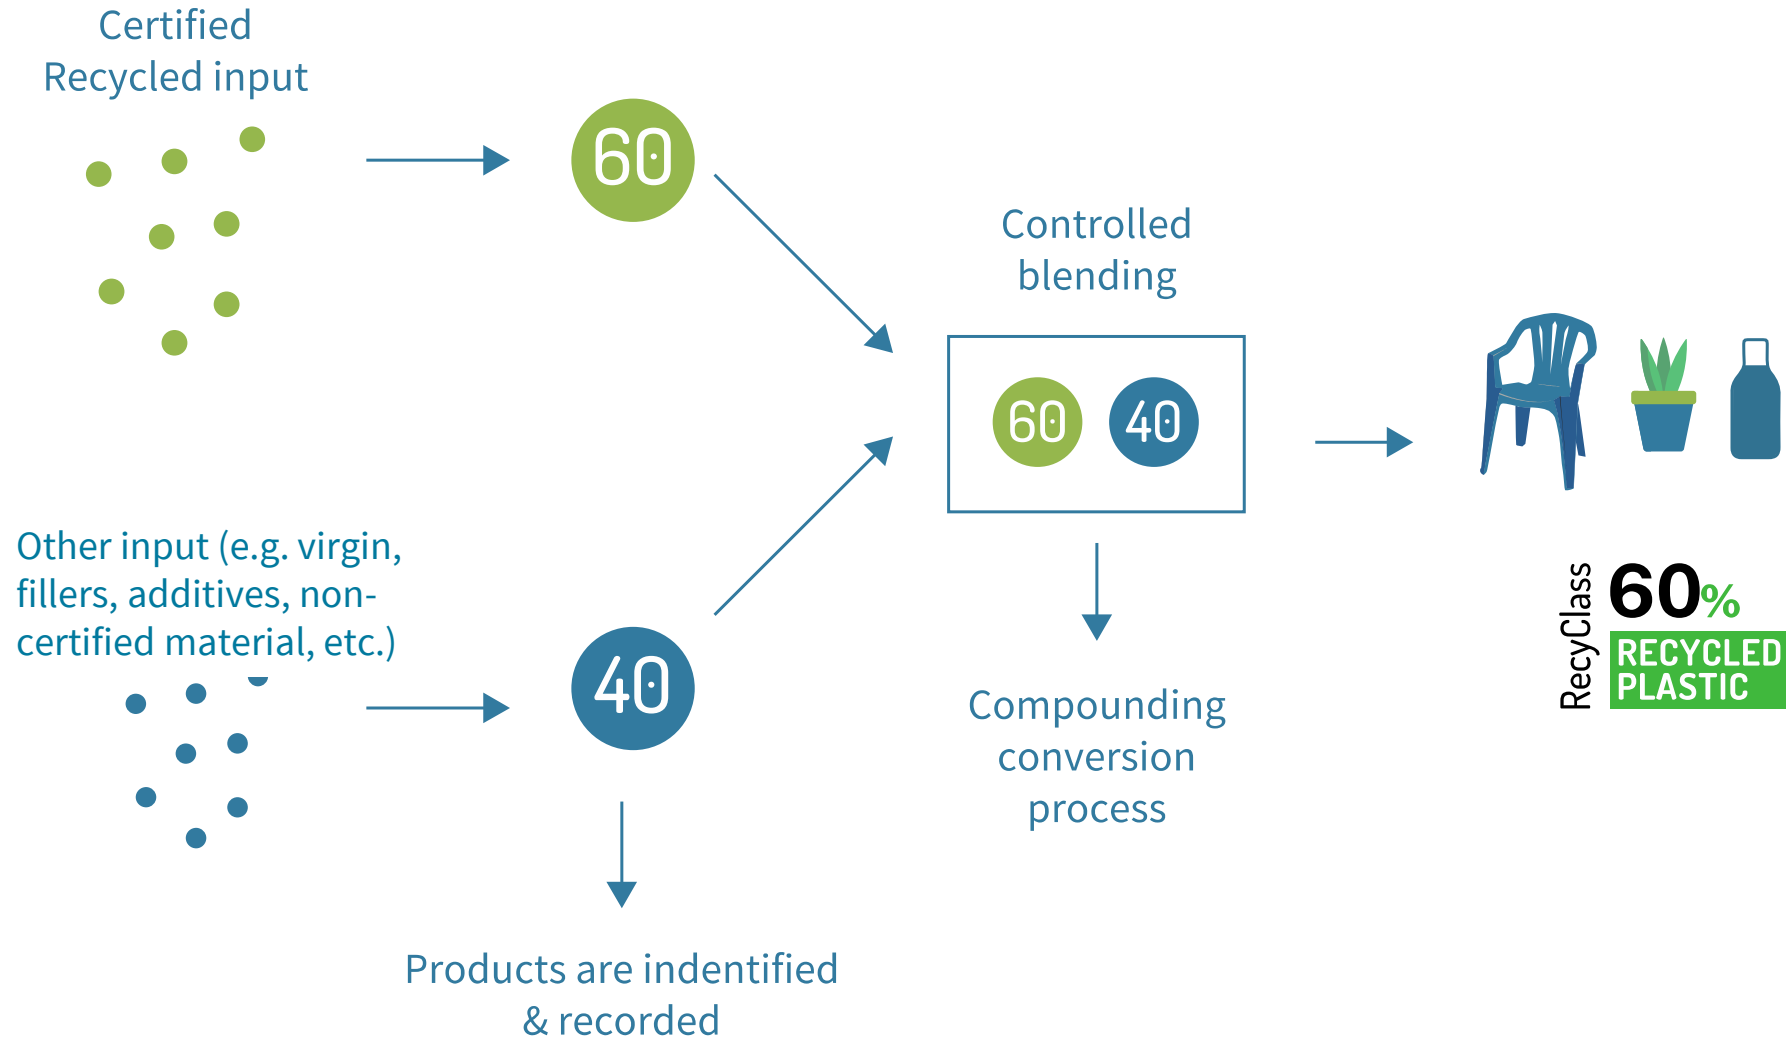 Certified
Recycled input
60
Controlled
blending
60 40
Other input (e.g. virgin,
fillers, additives, non-
certified material, etc.)
40
RecyClass
60%
RECYCLED
PLASTIC
Compounding
conversion
process
Products are indentified
& recorded